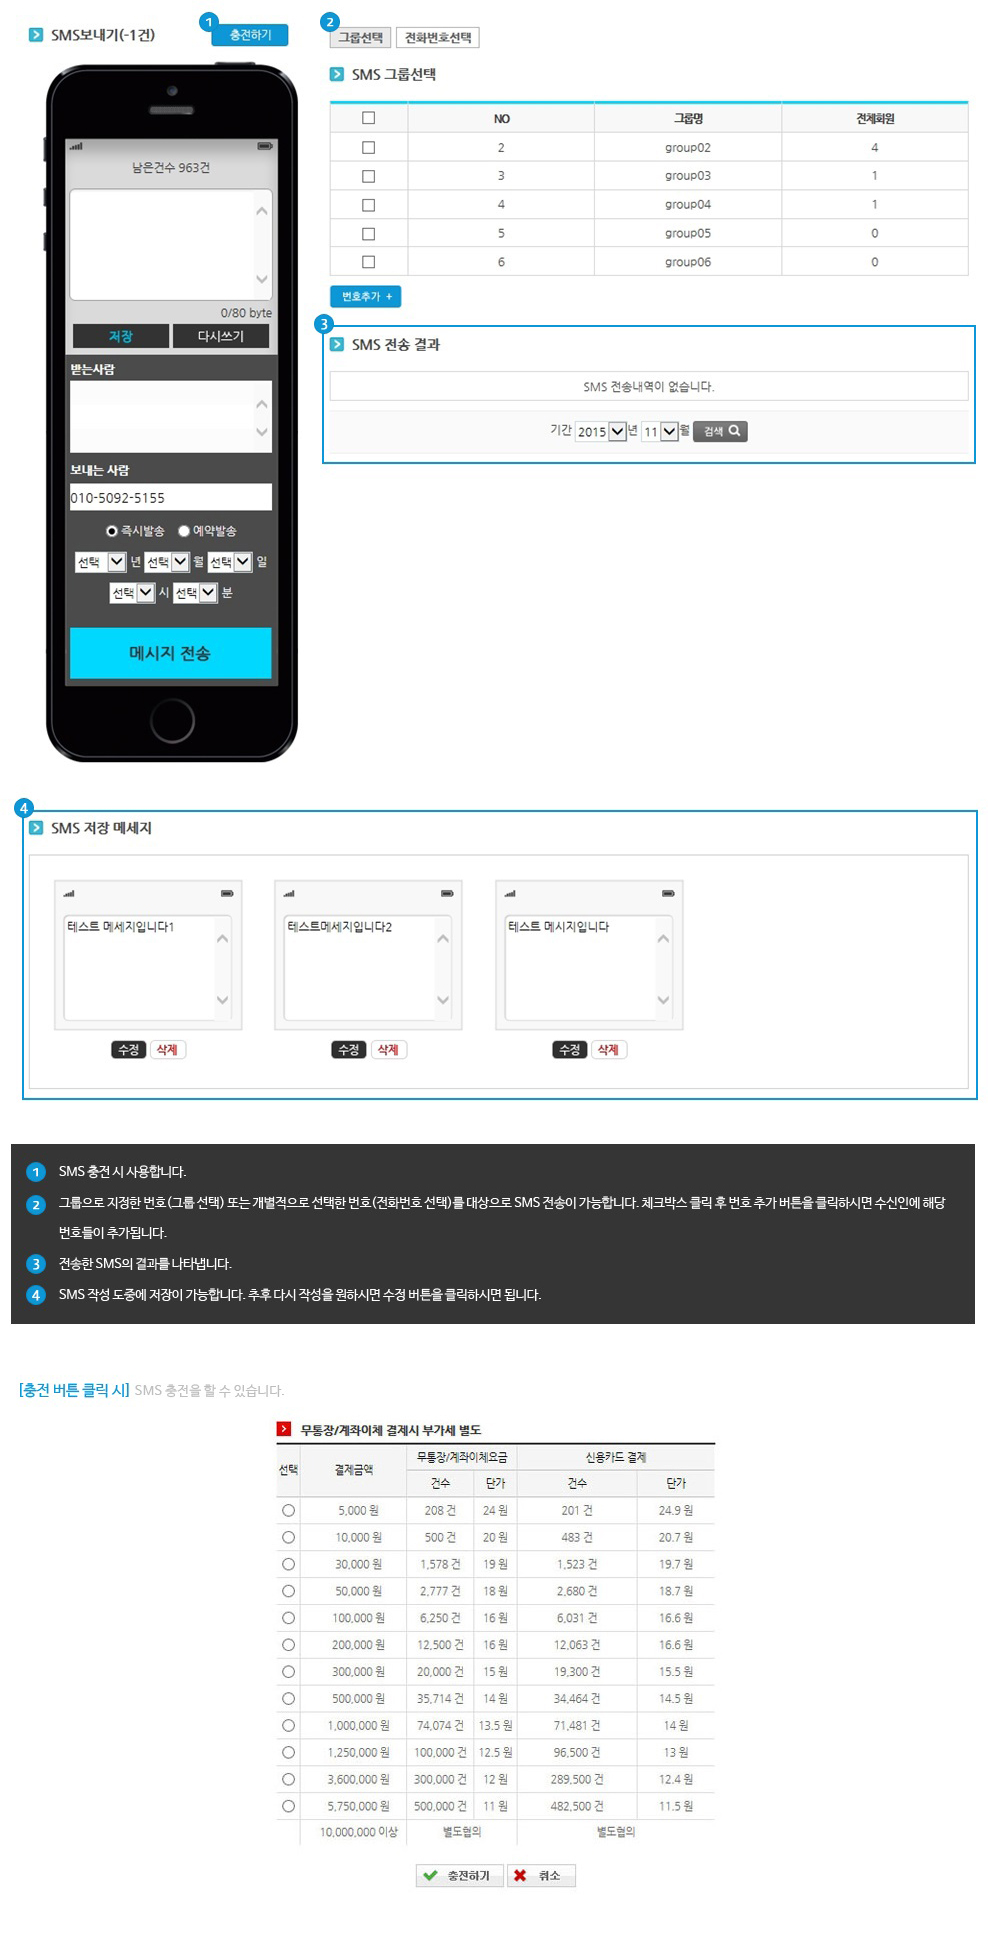 1
SMS보내기(-1건)
충전하기
남은건수 963건
0/80 byte
저장 다시쓰기
받는사람
보내는 사람
010-5092-5155
즉시발송 예약발송
선택 년 선택 월 선택 일
선택 시 선택 분
메시지 전송
2
그룹선택 전화번호선택
SMS 그룹선택
NO 그룹명 전체회원
2 group02 4
3 group03 1
4 group04 1
5 group05 0
6 group06 0
번호추가 +
3
SMS 전송 결과
SMS 전송내역이 없습니다.
기간 2015 년 11 월 검색
4
SMS 저장 메세지
테스트 메세지입니다1 테스트메세지입니다2 테스트 메시지입니다
수정 삭제 수정 삭제 수정 삭제
1 SMS 충전 시 사용합니다.
2 그룹으로 지정한 번호(그룹 선택) 또는 개별적으로 선택한 번호(전화번호 선택)를 대상으로 SMS 전송이 가능합니다. 체크박스 클릭 후 번호 추가 버튼을 클릭하시면 수신인에 해당
번호들이 추가됩니다.
3 전송한 SMS의 결과를 나타냅니다.
4 SMS 작성 도중에 저장이 가능합니다. 추후 다시 작성을 원하시면 수정 버튼을 클릭하시면 됩니다.
[충전 버튼 클릭 시] SMS 충전을 할 수 있습니다.
무통장/계좌이체 결제시 부가세 별도
선택 결제금액 무통장/계좌이체요금 신용카드 결제
건수 단가 건수 단가
5,000 원 208 건 24 원 201 건 24.9 원
10,000 원 500 건 20 원 483 건 20.7 원
30,000 원 1,578 건 19 원 1,523 건 19.7 원
50,000 원 2,777 건 18 원 2,680 건 18.7 원
100,000 원 6,250 건 16 원 6,031 건 16.6 원
200,000 원 12,500 건 16 원 12,063 건 16.6 원
300,000 원 20,000 건 15 원 19,300 건 15.5 원
500,000 원 35,714 건 14 원 34,464 건 14.5 원
1,000,000 원 74,074 건 13.5 원 71,481 건 14 원
1,250,000 원 100,000 건 12.5 원 96,500 건 13 원
3,600,000 원 300,000 건 12 원 289,500 건 12.4 원
5,750,000 원 500,000 건 11 원 482,500 건 11.5 원
10,000,000 이상 별도협의 별도협의
충전하기 취소